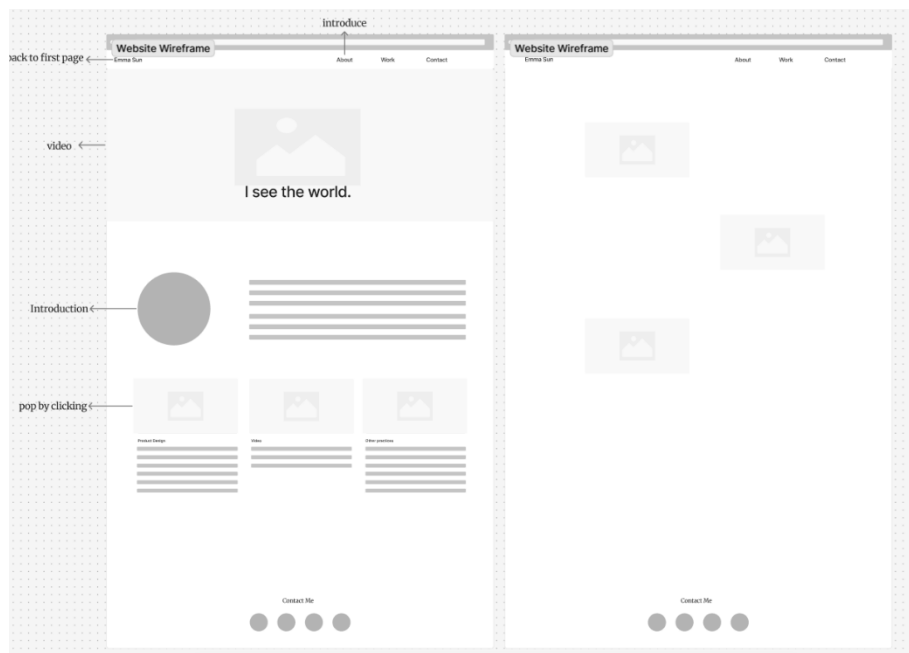 introduce
Website Wireframe
Website Wireframe
back to first page
Emma Sun
About
Work
Contact
Emma Sun
About
Work
Contact
video
I see the world.
Introduction
pop by clicking
Product Design
Video
Other practices
Contact Me
Contact Me